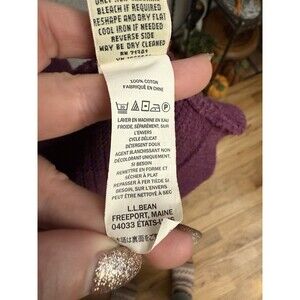 BLEACH IF REQUIRED
RESHAPE AND DRY FLAT
COOL IRON IF NEEDED
REVERSE SIDE
MAY BE DRY CLEANED
100% COTON
FABRIQUÉ EN CHINE
LAVER EN MACHINE EN EAU
FROIDE, SÉPARÉMENT, SUR
L'ENVERS
CYCLE DÉLICAT
DÉTERGENT DOUX
AGENT BLANCHISSANT NON
DÉCOLORANT UNIQUEMENT,
SI BESOIN
REMETTRE EN FORME ET
SÉCHER À PLAT
REPASSER À FER TIÈDE SI
BESOIN, SUR L'ENVERS
PEUT ÊTRE NETTOYÉ À SEC
L.L.BEAN
FREEPORT, MAINE
04033 ÉTATS-U